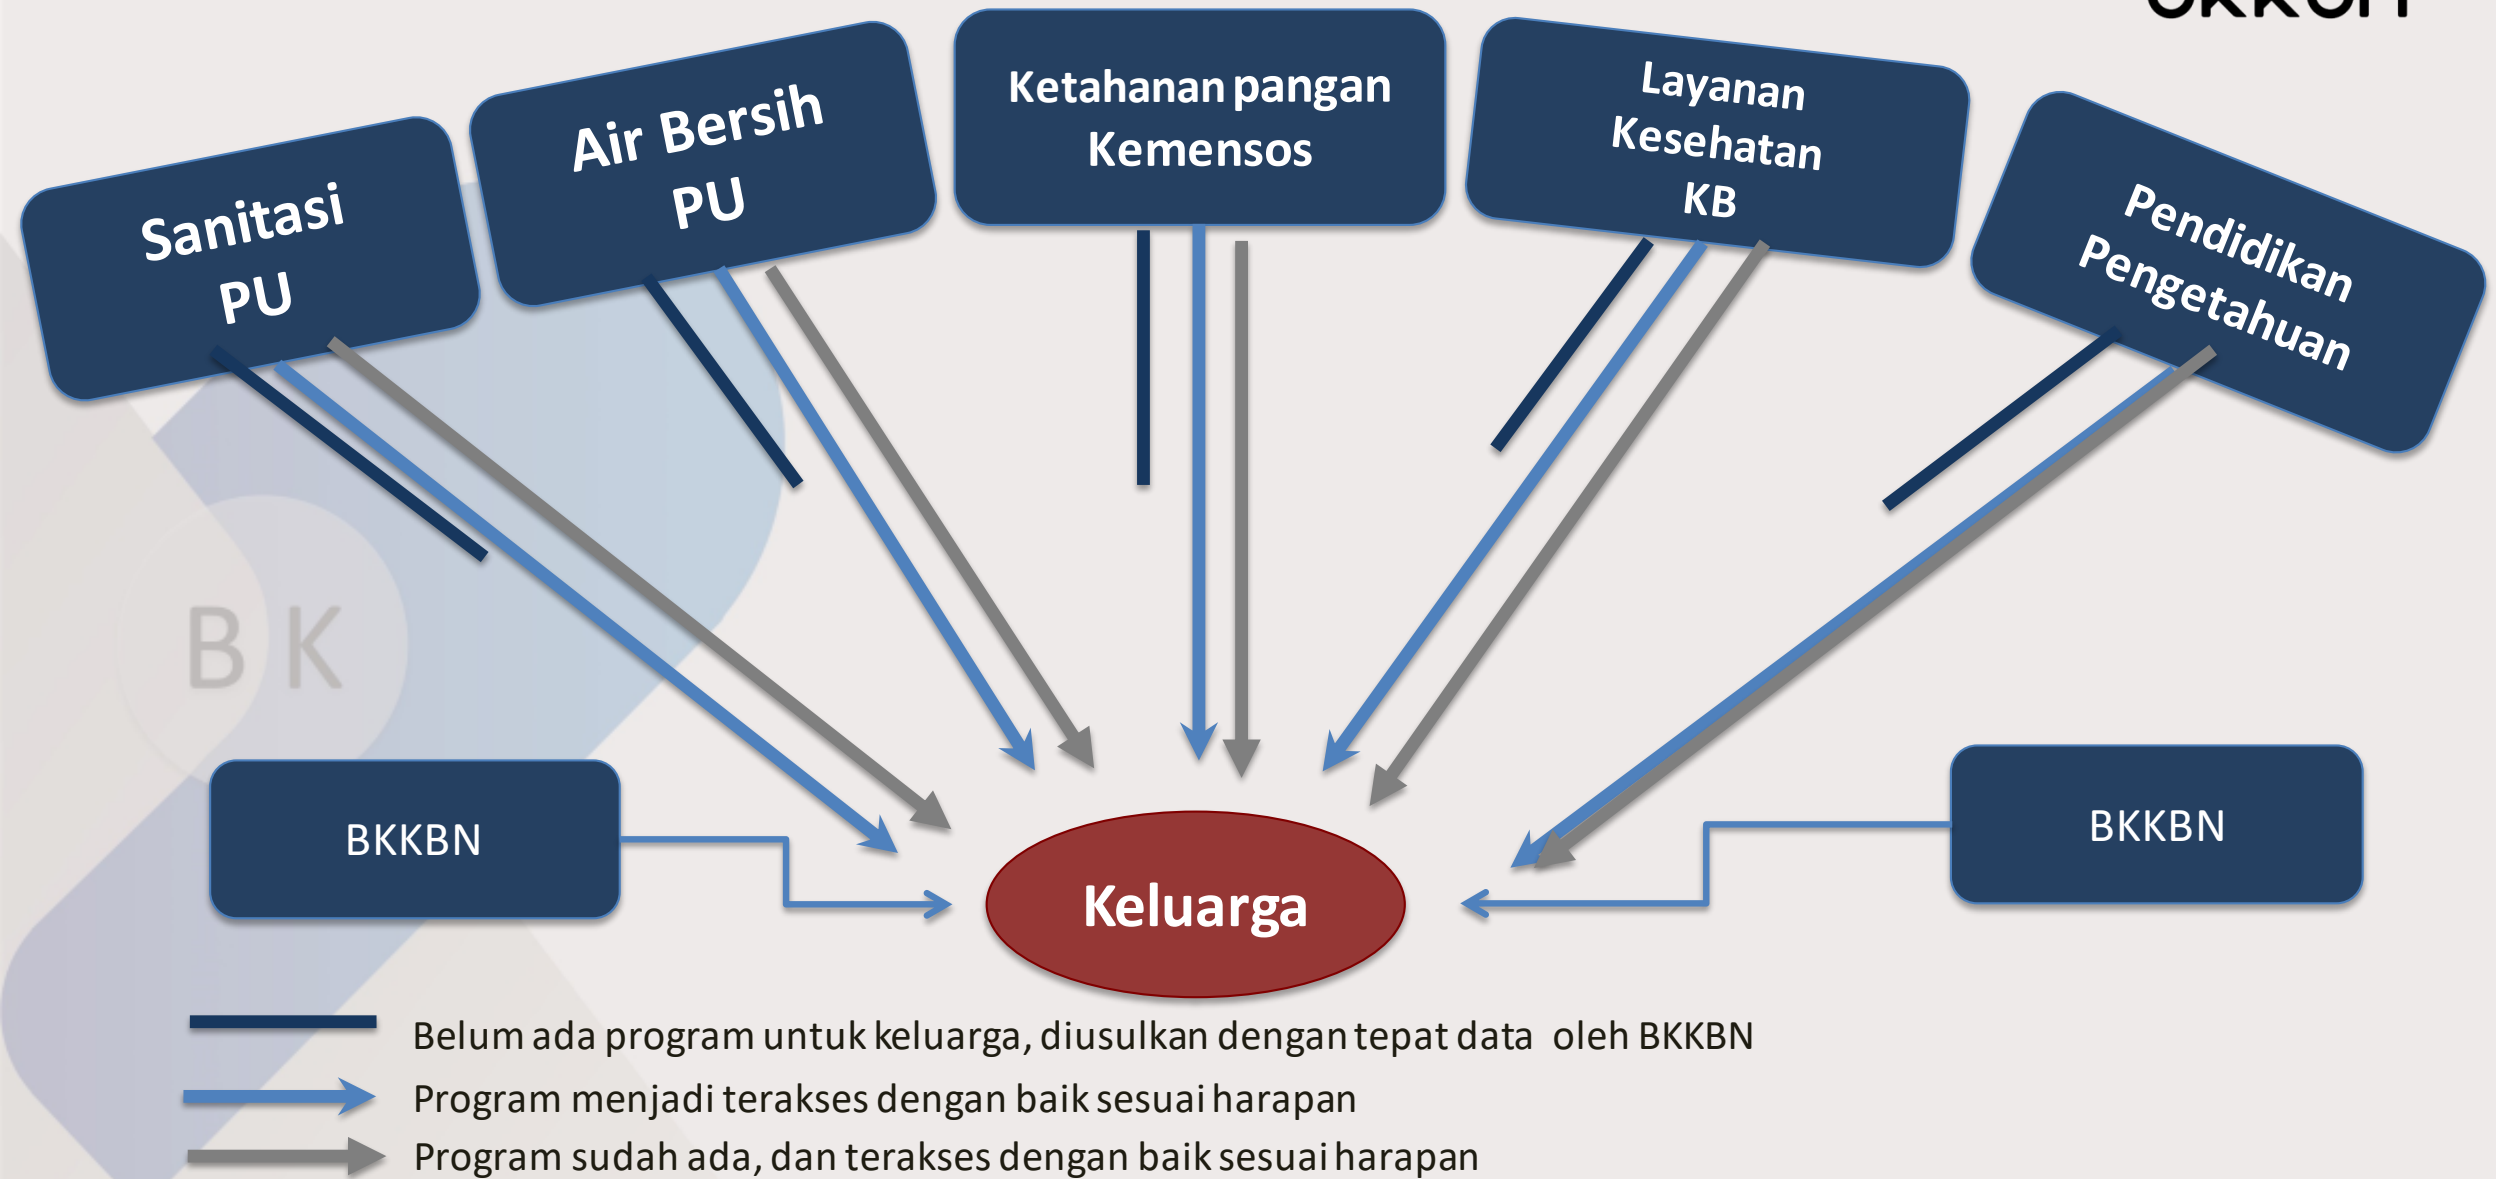 Sanitasi
PU
Air Bersih
PU
Ketahanan pangan
Kemensos
Layanan
Kesehatan
KB
Pendidikan
Pengetahuan
B K
BKKBN
Keluarga
BKKBN
Belum ada program untuk keluarga, diusulkan dengan tepat data oleh BKKBN
Program menjadi terakses dengan baik sesuai harapan
Program sudah ada, dan terakses dengan baik sesuai harapan